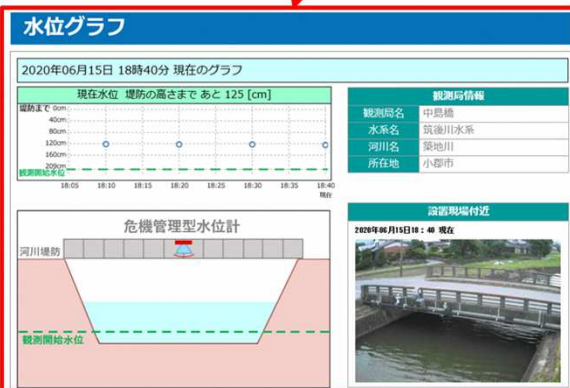 水位グラフ
2020年06月15日 18時40分 現在のグラフ
現在水位 堤防の高さまで あと 125 [cm]
堤防まで 0cm
40cm
80cm
120cm
160cm
209cm
観測開始水位
18:05 18:10 18:15 18:20 18:25 18:30 18:35 18:40
現在
観測局情報
観測局名 中島橋
水系名 筑後川水系
河川名 築地川
所在地 小郡市
危機管理型水位計
河川堤防
観測開始水位
設置現場付近
2020年06月15日18：40 現在